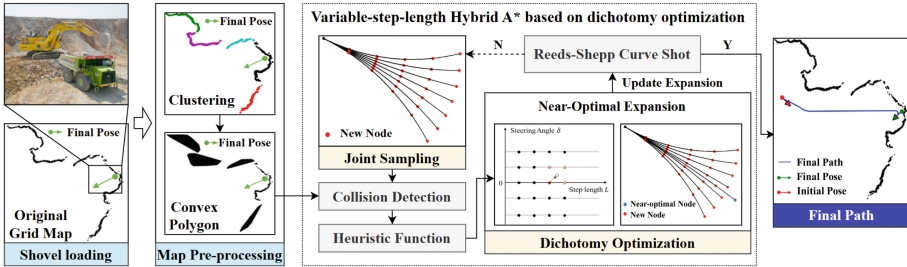 Final Pose
Original
Grid Map
Shovel loading
Final Pose
Clustering
Final Pose
Convex
Polygon
Map Pre-processing
Variable-step-length Hybrid A* based on dichotomy optimization
New Node
Joint Sampling
Collision Detection
Heuristic Function
N
Reeds-Shepp Curve Shot
Y
Update Expansion
Near-Optimal Expansion
Steering Angle δ
0
Step length L
Near-optimal Node
New Node
Dichotomy Optimization
Final Path
Final Pose
Initial Pose
Final Path